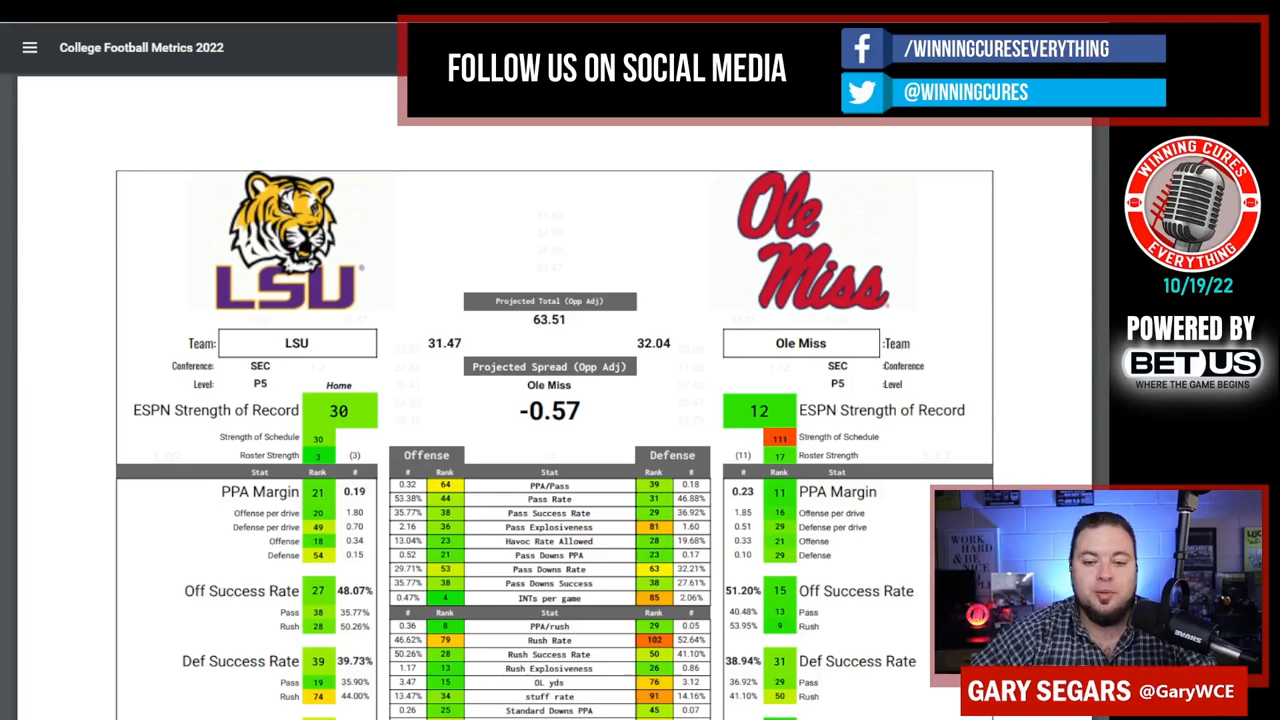 College Football Metrics 2022
FOLLOW US ON SOCIAL MEDIA
/WINNINGCURESEVERYTHING
@WINNINGCURES
WINNING CURES
EVERYTHING
10/19/22
POWERED BY
BETUS
WHERE THE GAME BEGINS
LSU
Ole Miss
Projected Total (Opp Adj)
63.51
Team: LSU 31.47 32.04 Ole Miss :Team
Conference: SEC Projected Spread (Opp Adj) SEC :Conference
Level: P5 Home Ole Miss P5 :Level
ESPN Strength of Record 30 -0.57 12 ESPN Strength of Record
Strength of Schedule 30 111 Strength of Schedule
Roster Strength 3 (3) Offense Defense (11) 17 Roster Strength
Stat Rank # # Rank Stat Rank # # Rank Stat
0.32 64 PPA/Pass 39 0.18
PPA Margin 21 0.19 53.38% 44 Pass Rate 31 46.88% 0.23 11 PPA Margin
Offense per drive 20 1.80 35.77% 38 Pass Success Rate 29 36.92% 1.85 16 Offense per drive
Defense per drive 49 0.70 2.16 36 Pass Explosiveness 81 1.60 0.51 29 Defense per drive
Offense 18 0.34 13.04% 23 Havoc Rate Allowed 28 19.68% 0.33 21 Offense
Defense 54 0.15 0.52 21 Pass Downs PPA 23 0.17 0.10 29 Defense
29.71% 53 Pass Downs Rate 63 32.21%
Off Success Rate 27 48.07% 35.77% 38 Pass Downs Success 38 27.61% 51.20% 15 Off Success Rate
0.47% 4 INTs per game 85 2.06%
Pass 38 35.77% # Rank Stat Rank # 40.48% 13 Pass
Rush 28 50.26% 0.36 8 PPA/rush 29 0.05 53.95% 9 Rush
46.62% 79 Rush Rate 102 52.64%
Def Success Rate 39 39.73% 50.26% 28 Rush Success Rate 50 41.10% 38.94% 31 Def Success Rate
1.17 13 Rush Explosiveness 26 0.86
Pass 19 35.90% 3.47 15 OL yds 76 3.12 36.92% 29 Pass
Rush 74 44.00% 13.47% 34 stuff rate 91 14.16% 41.10% 50 Rush
0.26 25 Standard Downs PPA 45 0.07
GARY SEGARS @GaryWCE